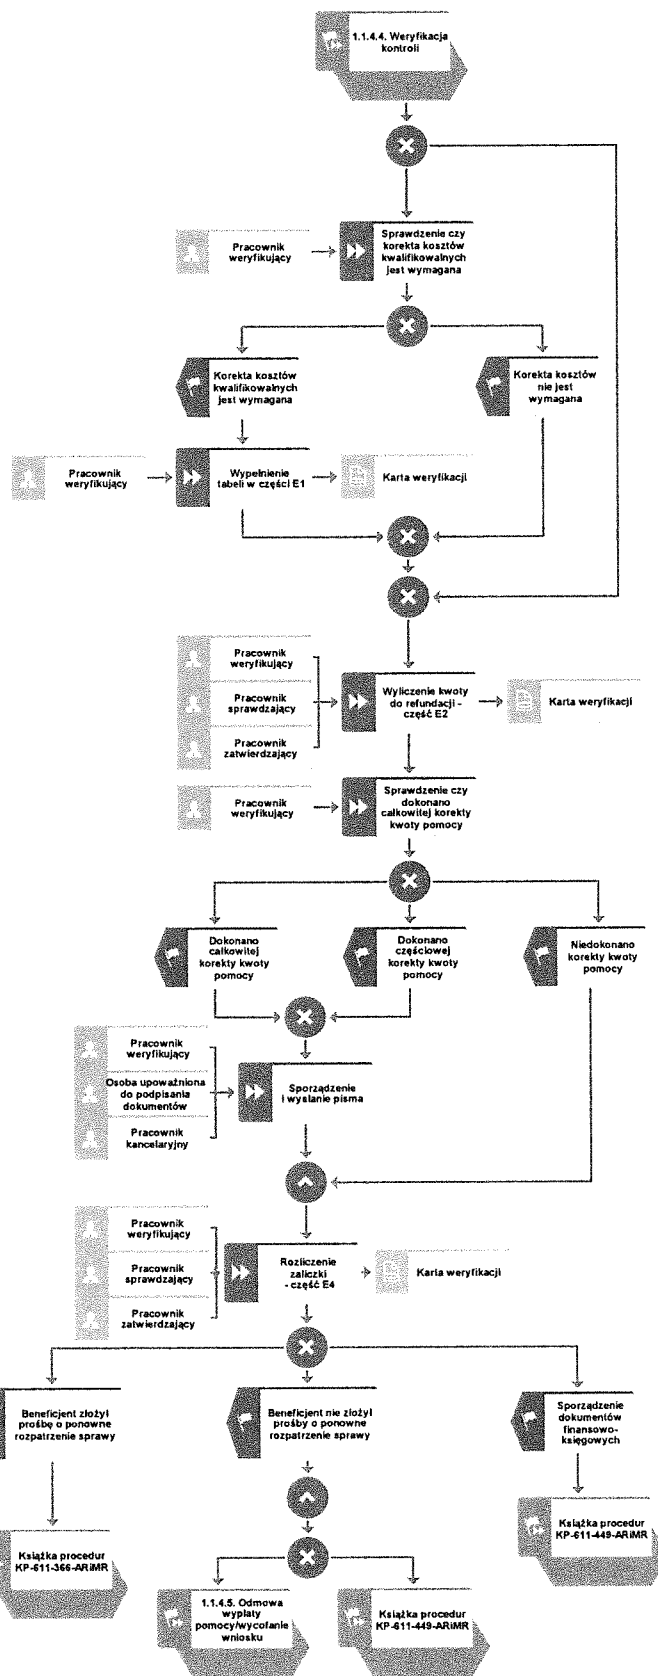 1.1.4.4. Weryfikacja
kontroli
Pracownik
weryfikujący
Sprawdzenie czy
korekta kosztów
kwalifikowalnych
jest wymagana
Korekta kosztów
kwalifikowalnych
jest wymagana
Korekta kosztów
nie jest
wymagana
Pracownik
weryfikujący
Wypełnienie
tabeli w części E1
Karta weryfikacji
Pracownik
weryfikujący
Pracownik
sprawdzający
Pracownik
zatwierdzający
Wyliczenie kwoty
do refundacji -
część E2
Karta weryfikacji
Pracownik
weryfikujący
Sprawdzenie czy
dokonano
całkowitej korekty
kwoty pomocy
Dokonano
całkowitej
korekty kwoty
pomocy
Dokonano
częściowej
korekty kwoty
pomocy
Niedokonano
korekty kwoty
pomocy
Pracownik
weryfikujący
Osoba upoważniona
do podpisania
dokumentów
Pracownik
kancelaryjny
Sporządzenie
i wysłanie pisma
Pracownik
weryfikujący
Pracownik
sprawdzający
Pracownik
zatwierdzający
Rozliczenie
zaliczki
- część E4
Karta weryfikacji
Beneficjent złożył
prośbę o ponowne
rozpatrzenie sprawy
Beneficjent nie złożył
prośby o ponowne
rozpatrzenie sprawy
Sporządzenie
dokumentów
finansowo-
księgowych
Książka procedur
KP-611-366-ARiMR
Książka procedur
KP-611-449-ARiMR
1.1.4.5. Odmowa
wypłaty
pomocy/wycofanie
wniosku
Książka procedur
KP-611-449-ARiMR